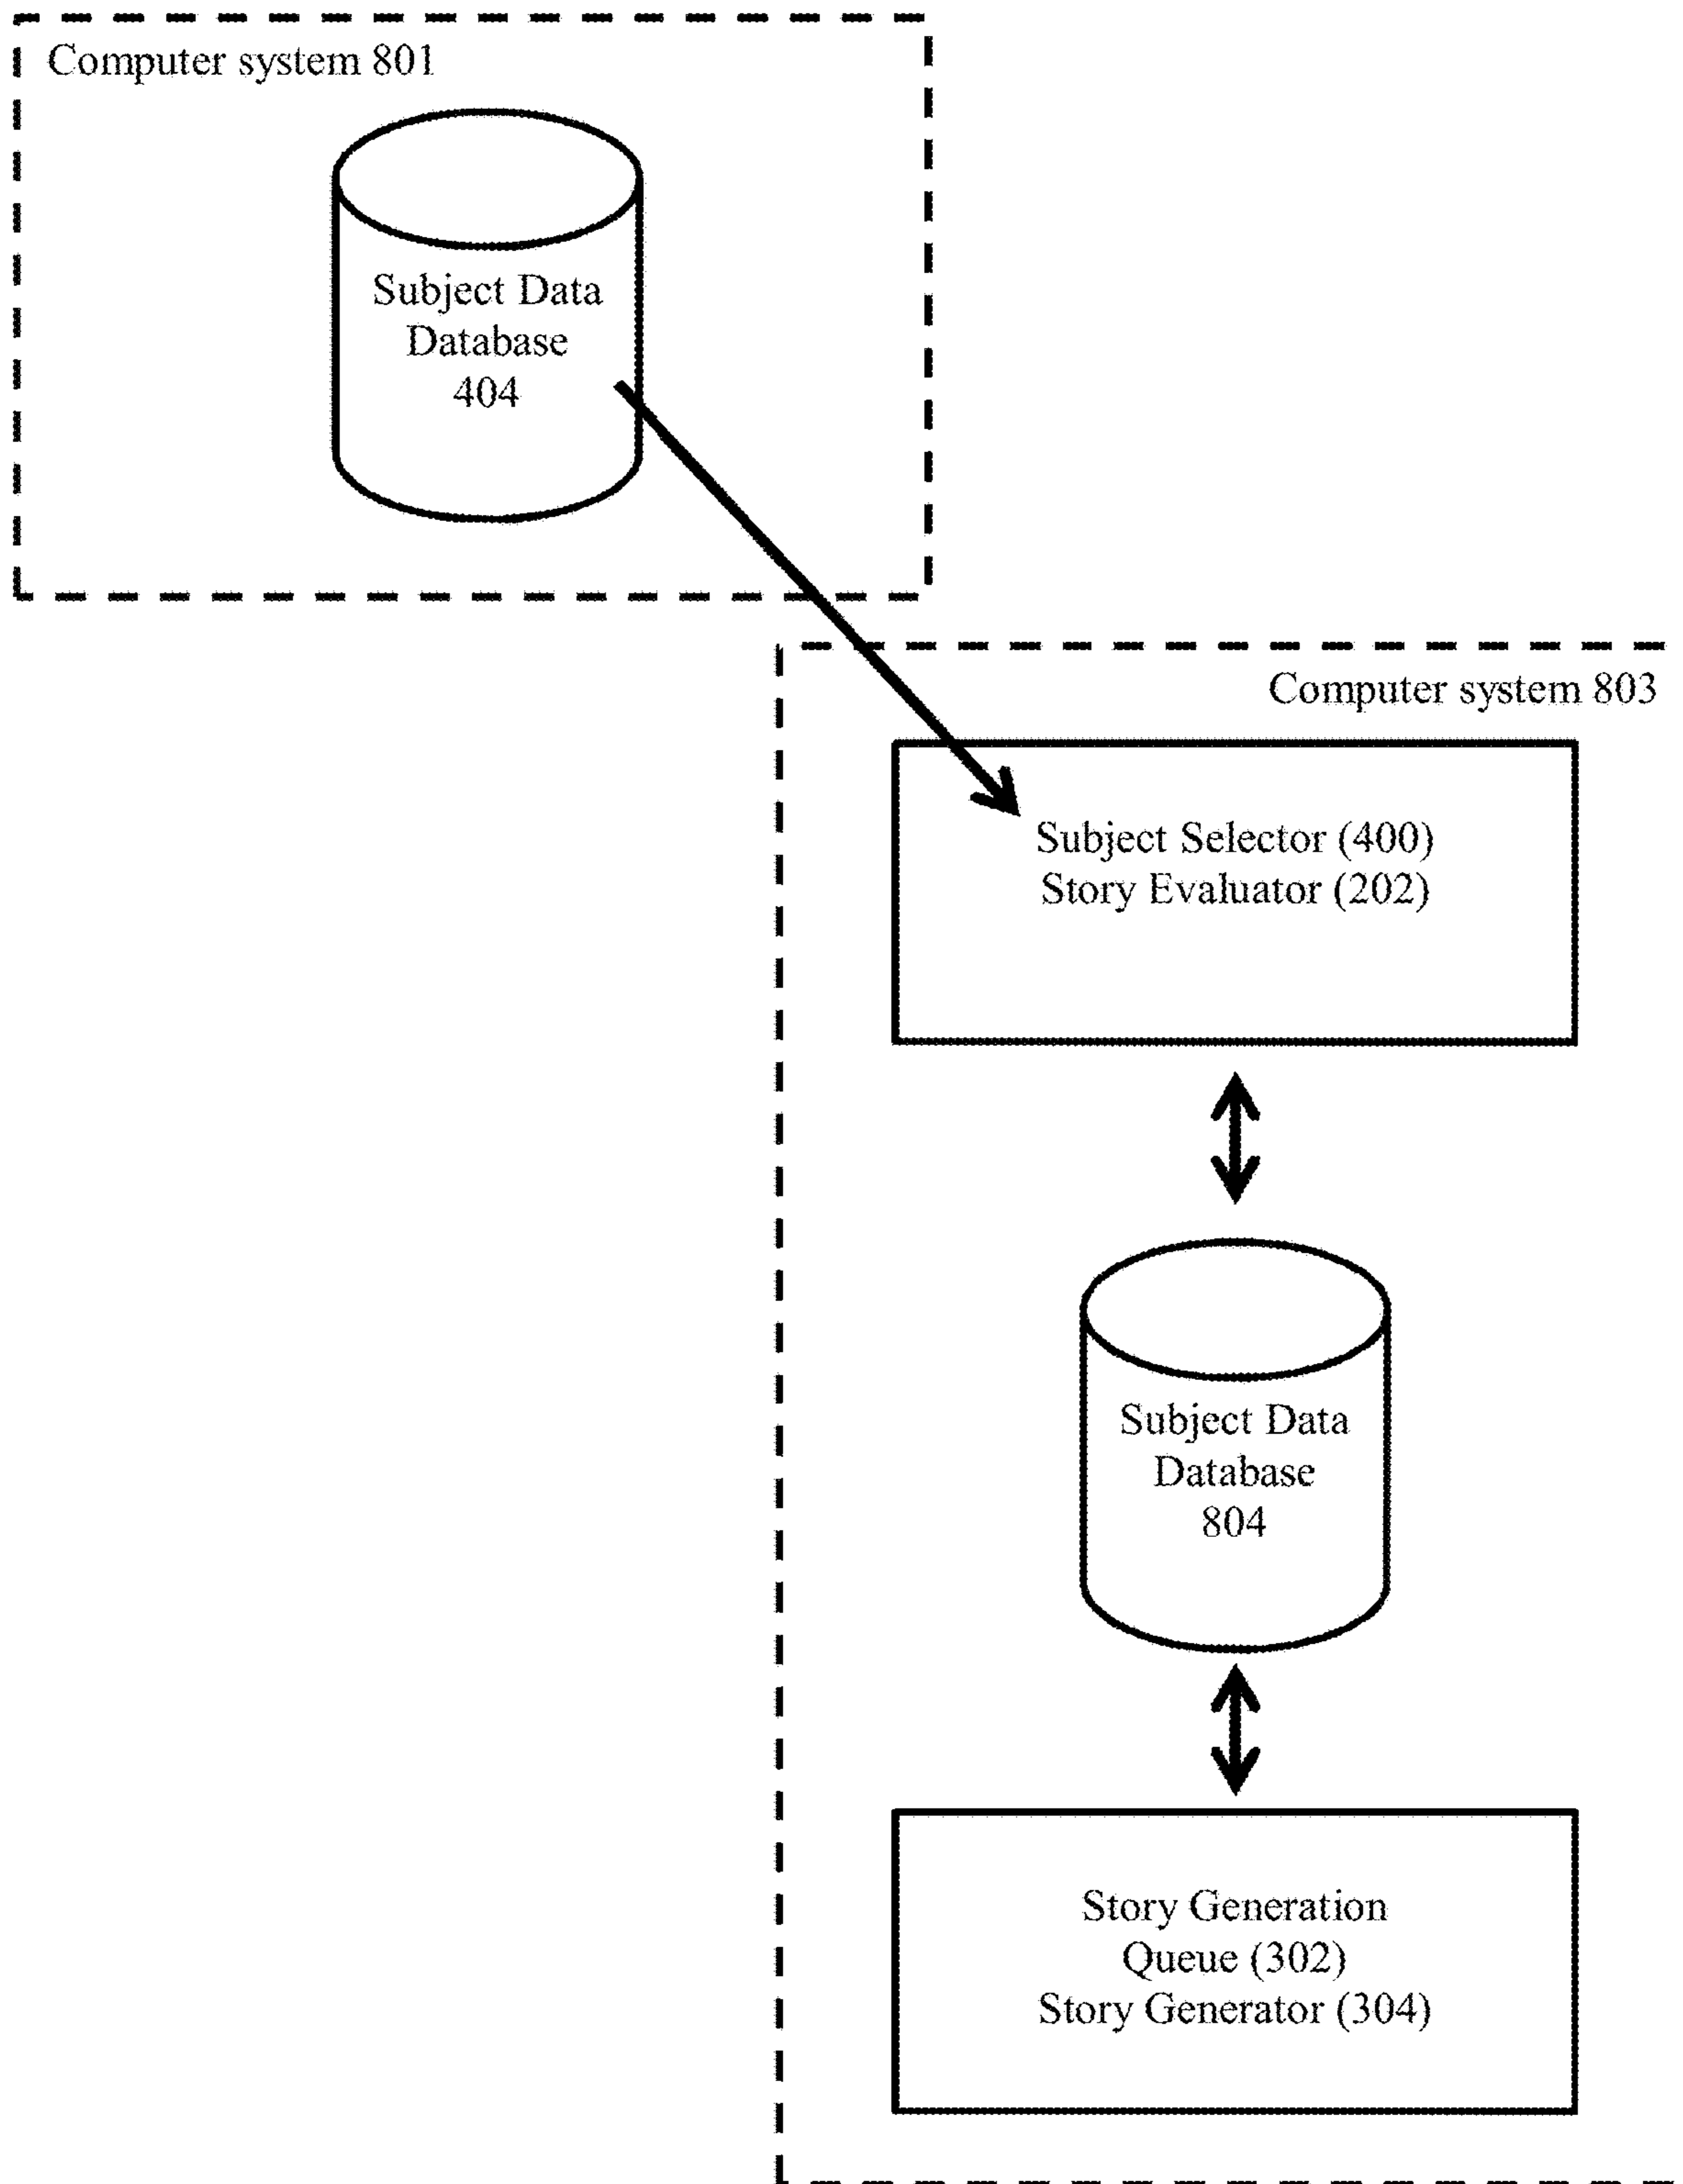 Computer system 801
Subject Data
Database
404
Computer system 803
Subject Selector (400)
Story Evaluator (202)
Subject Data
Database
804
Story Generation
Queue (302)
Story Generator (304)